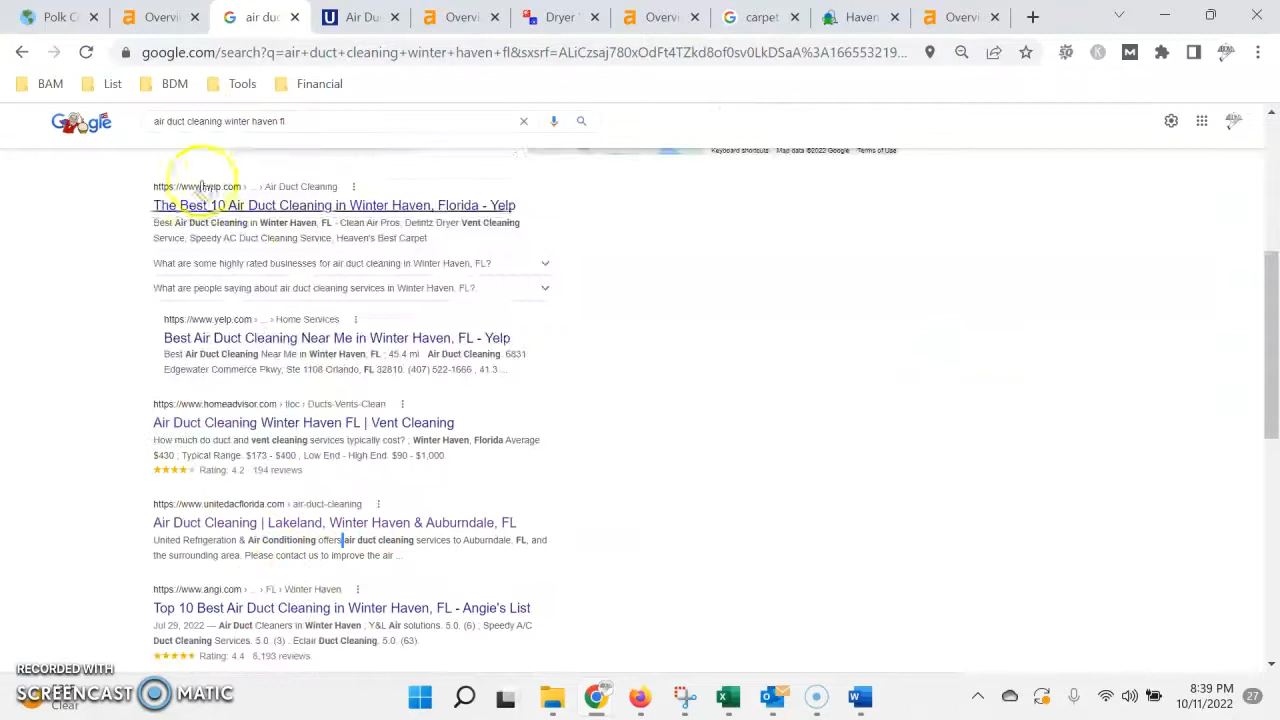 Polk C
Overvi
air duc
Air Du
Overvi
Dryer
Overvi
carpet
Haven
Overvi
google.com/search?q=air+duct+cleaning+winter+haven+fl&sxsrf=ALiCzsaj780xOdFt4TZkd8of0sv0LkDSaA%3A166553219...
BAM
List
BDM
Tools
Financial
Google
air duct cleaning winter haven fl
Keyboard shortcuts Map data ©2022 Google Terms of Use
https://www.yelp.com › ... › Air Duct Cleaning
The Best 10 Air Duct Cleaning in Winter Haven, Florida - Yelp
Best Air Duct Cleaning in Winter Haven, FL - Clean Air Pros, Dryer Vent Cleaning
Service, Speedy AC Duct Cleaning Service, Heaven's Best Carpet
What are some highly rated businesses for air duct cleaning in Winter Haven, FL?
What are people saying about air duct cleaning services in Winter Haven, FL?
https://www.yelp.com › ... › Home Services
Best Air Duct Cleaning Near Me in Winter Haven, FL - Yelp
Best Air Duct Cleaning Near Me in Winter Haven, FL ; 45.4 mi · Air Duct Cleaning. 6831
Edgewater Commerce Pkwy, Ste 1108 Orlando, FL 32810. (407) 522-1666 , 41.3 ...
https://www.homeadvisor.com › tloc › Ducts-Vents-Clean
Air Duct Cleaning Winter Haven FL | Vent Cleaning
How much do duct and vent cleaning services typically cost? ; Winter Haven, Florida Average
$430 ; Typical Range. $173 - $400 ; Low End - High End. $90 - $1,000
Rating: 4.2 · 194 reviews
https://www.unitedacflorida.com › air-duct-cleaning
Air Duct Cleaning | Lakeland, Winter Haven & Auburndale, FL
United Refrigeration & Air Conditioning offers air duct cleaning services to Auburndale, FL, and
the surrounding area. Please contact us to improve the air ...
https://www.angi.com › ... › FL › Winter Haven
Top 10 Best Air Duct Cleaning in Winter Haven, FL - Angie's List
Jul 29, 2022 — Air Duct Cleaners in Winter Haven , Y&L Air solutions. 5.0. (6) ; Speedy A/C
Duct Cleaning Services. 5.0. (3) . Eclair Duct Cleaning. 5.0. (63).
Rating: 4.4 · 8,193 reviews
RECORDED WITH
SCREENCAST MATIC
Clear
8:39 PM
10/11/2022
27